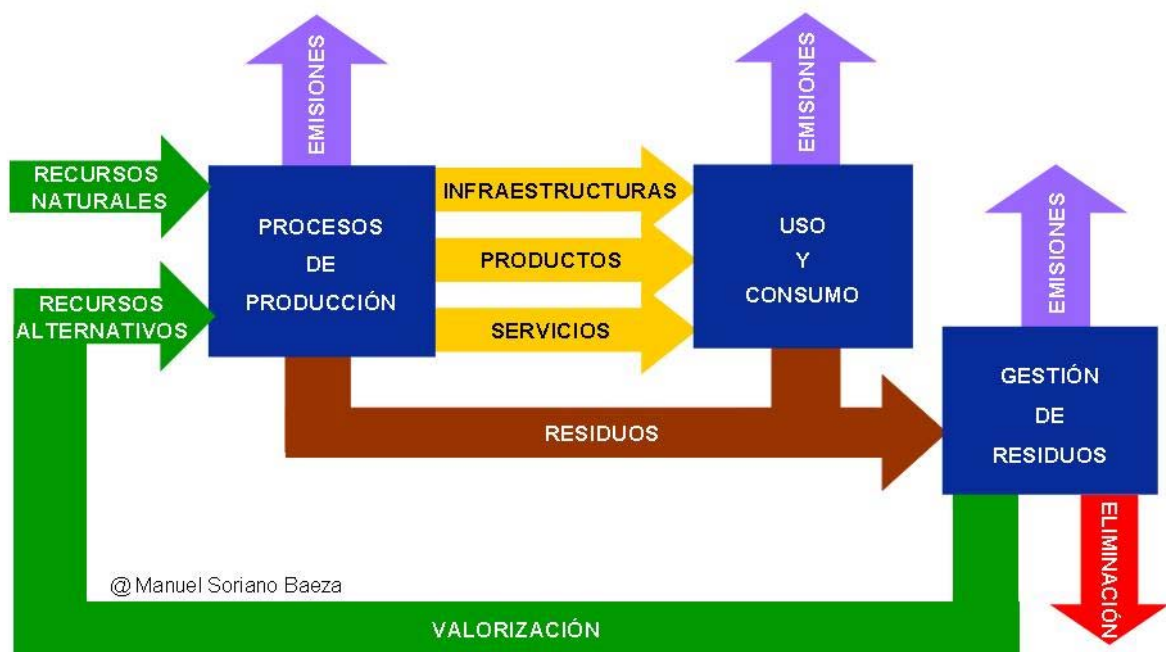 EMISIONES
EMISIONES
EMISIONES
RECURSOS
NATURALES
PROCESOS
DE
PRODUCCIÓN
INFRAESTRUCTURAS
PRODUCTOS
SERVICIOS
USO
Y
CONSUMO
RECURSOS
ALTERNATIVOS
GESTIÓN
DE
RESIDUOS
RESIDUOS
ELIMINACIÓN
@ Manuel Soriano Baeza
VALORIZACIÓN